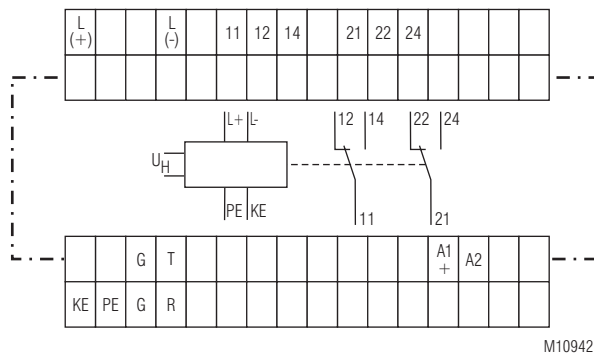 L (+) L (-) 11 12 14 21 22 24
L+ L- 12 14 22 24
UH
PE KE 11 21
G T A1 + A2
KE PE G R
M10942